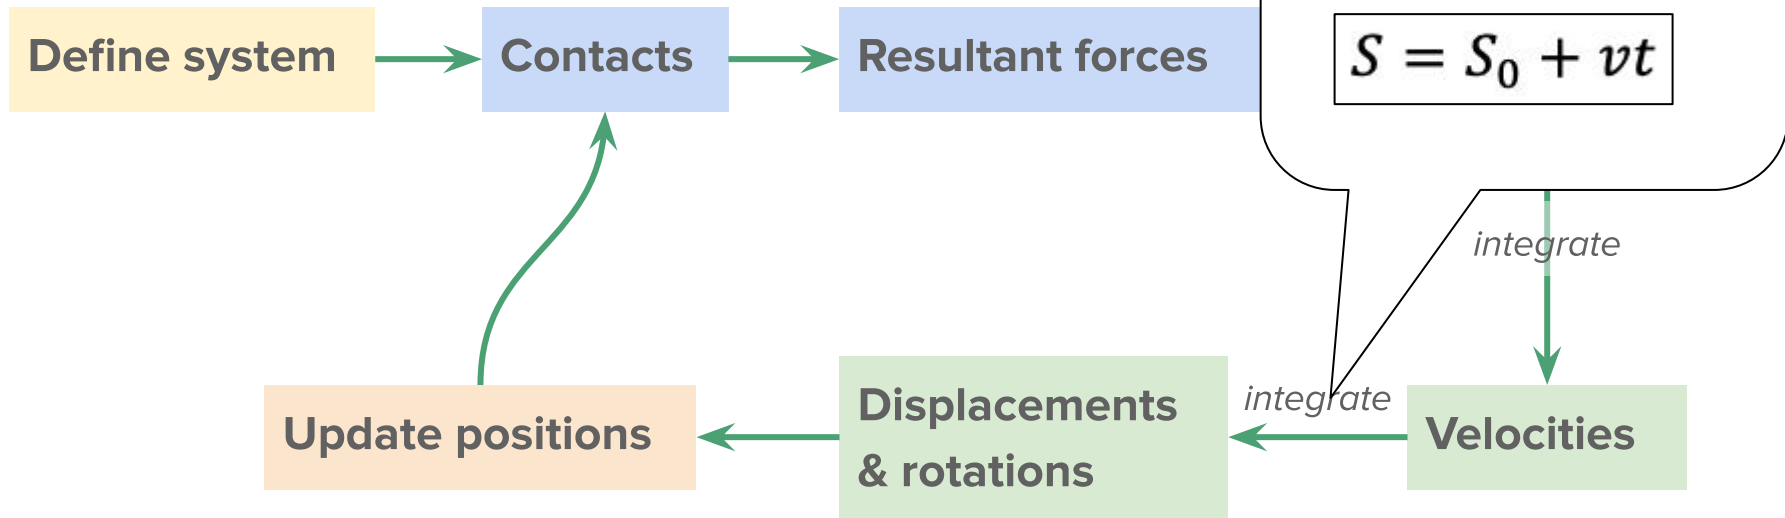 Define system
Contacts
Resultant forces
S = S₀ + vt
integrate
integrate
Update positions
Displacements
& rotations
Velocities